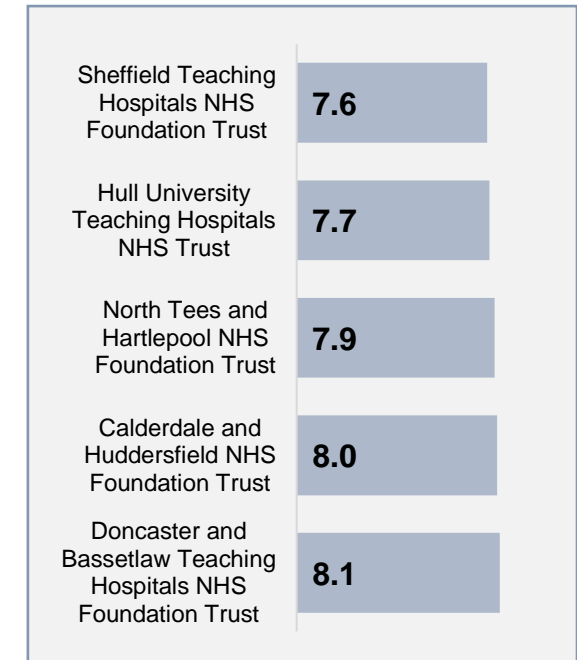 Sheffield Teaching
Hospitals NHS
Foundation Trust
7.6
Hull University
Teaching Hospitals
NHS Trust
7.7
North Tees and
Hartlepool NHS
Foundation Trust
7.9
Calderdale and
Huddersfield NHS
Foundation Trust
8.0
Doncaster and
Bassetlaw Teaching
Hospitals NHS
Foundation Trust
8.1